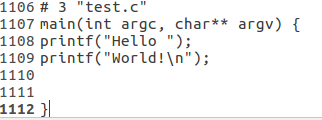 1106 # 3 "test.c"
1107 main(int argc, char** argv) {
1108 printf("Hello ");
1109 printf("World!\n");
1110
1111
1112 }